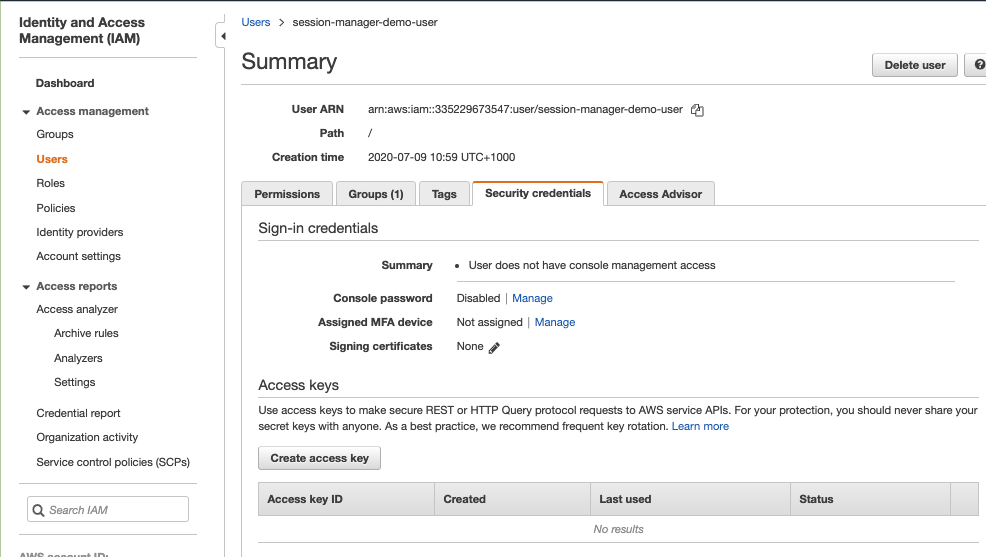 Identity and Access
Management (IAM)
Dashboard
Access management
Groups
Users
Roles
Policies
Identity providers
Account settings
Access reports
Access analyzer
Archive rules
Analyzers
Settings
Credential report
Organization activity
Service control policies (SCPs)
Search IAM
AWS account ID:
Users > session-manager-demo-user
Summary
Delete user
User ARN arn:aws:iam::335229673547:user/session-manager-demo-user
Path /
Creation time 2020-07-09 10:59 UTC+1000
Permissions Groups (1) Tags Security credentials Access Advisor
Sign-in credentials
Summary • User does not have console management access
Console password Disabled | Manage
Assigned MFA device Not assigned | Manage
Signing certificates None
Access keys
Use access keys to make secure REST or HTTP Query protocol requests to AWS service APIs. For your protection, you should never share your
secret keys with anyone. As a best practice, we recommend frequent key rotation. Learn more
Create access key
Access key ID Created Last used Status
No results